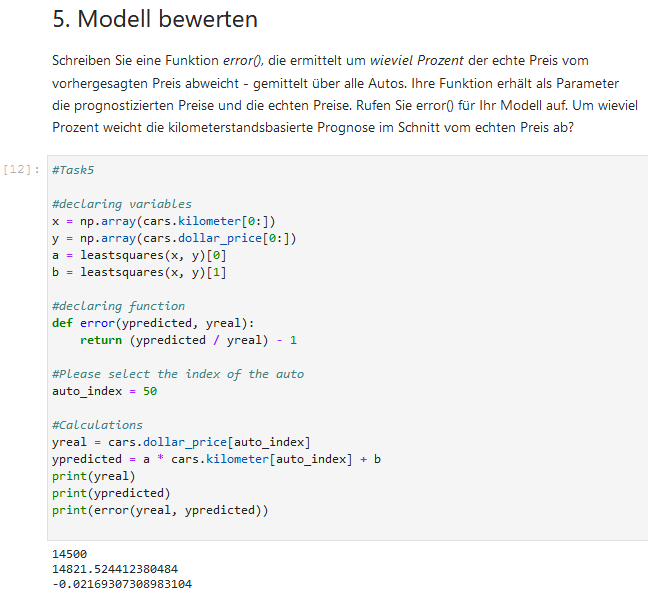 5. Modell bewerten
Schreiben Sie eine Funktion error(), die ermittelt um wieviel Prozent der echte Preis vom
vorhergesagten Preis abweicht - gemittelt über alle Autos. Ihre Funktion erhält als Parameter
die prognostizierten Preise und die echten Preise. Rufen Sie error() für Ihr Modell auf. Um wieviel
Prozent weicht die kilometerstandsbasierte Prognose im Schnitt vom echten Preis ab?
[12]: #Task5
#declaring variables
x = np.array(cars.kilometer[0:])
y = np.array(cars.dollar_price[0:])
a = leastsquares(x, y)[0]
b = leastsquares(x, y)[1]
#declaring function
def error(ypredicted, yreal):
    return (ypredicted / yreal) - 1
#Please select the index of the auto
auto_index = 50
#Calculations
yreal = cars.dollar_price[auto_index]
ypredicted = a * cars.kilometer[auto_index] + b
print(yreal)
print(ypredicted)
print(error(yreal, ypredicted))
14500
14821.524412380484
-0.02169307308983104